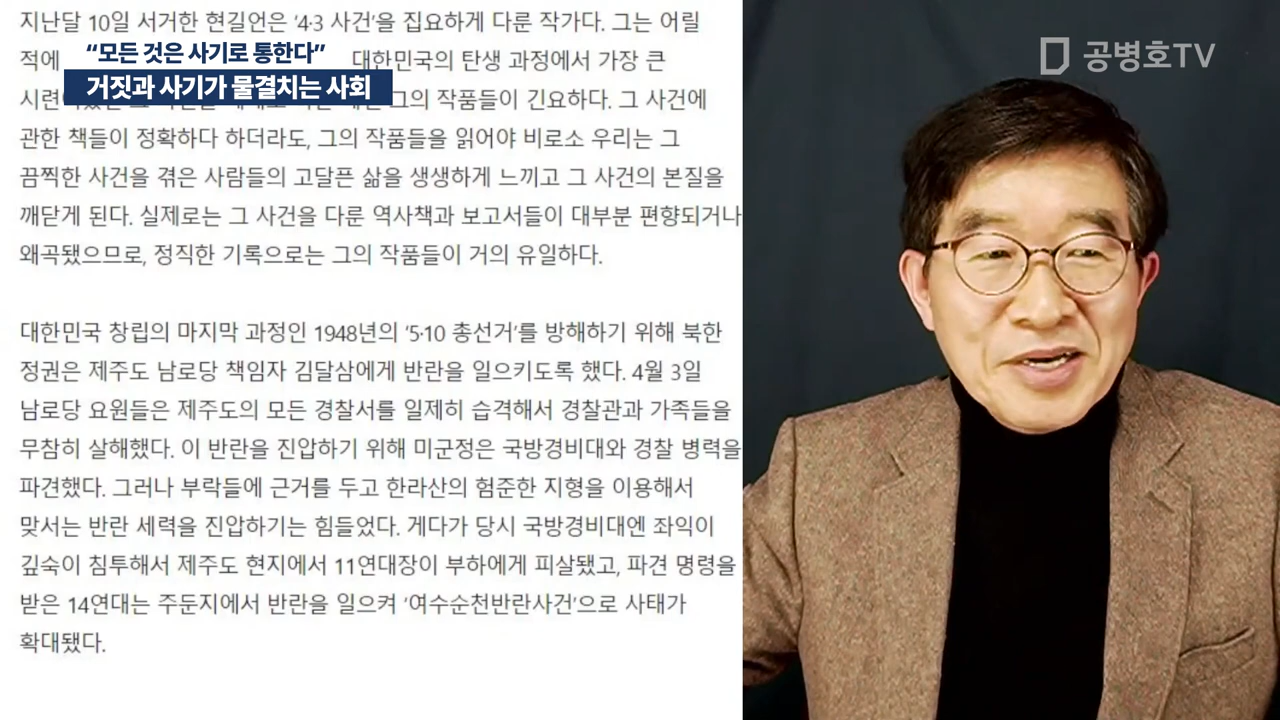 지난달 10일 서거한 현길언은 '4·3 사건'을 집요하게 다룬 작가다. 그는 어릴
적에
대한민국의 탄생 과정에서 가장 큰
"모든 것은 사기로 통한다"
거짓과 사기가 물결치는 사회
공병호TV
시련
그의 작품들이 긴요하다. 그 사건에
관한 책들이 정확하다 하더라도, 그의 작품들을 읽어야 비로소 우리는 그
끔찍한 사건을 겪은 사람들의 고달픈 삶을 생생하게 느끼고 그 사건의 본질을
깨닫게 된다. 실제로는 그 사건을 다룬 역사책과 보고서들이 대부분 편향되거나
왜곡됐으므로, 정직한 기록으로는 그의 작품들이 거의 유일하다.
대한민국 창립의 마지막 과정인 1948년의 '5·10 총선거'를 방해하기 위해 북한
정권은 제주도 남로당 책임자 김달삼에게 반란을 일으키도록 했다. 4월 3일
남로당 요원들은 제주도의 모든 경찰서를 일제히 습격해서 경찰관과 가족들을
무참히 살해했다. 이 반란을 진압하기 위해 미군정은 국방경비대와 경찰 병력을
파견했다. 그러나 부락들에 근거를 두고 한라산의 험준한 지형을 이용해서
맞서는 반란 세력을 진압하기는 힘들었다. 게다가 당시 국방경비대엔 좌익이
깊숙이 침투해서 제주도 현지에서 11연대장이 부하에게 피살됐고, 파견 명령을
받은 14연대는 주둔지에서 반란을 일으켜 '여수순천반란사건'으로 사태가
확대됐다.